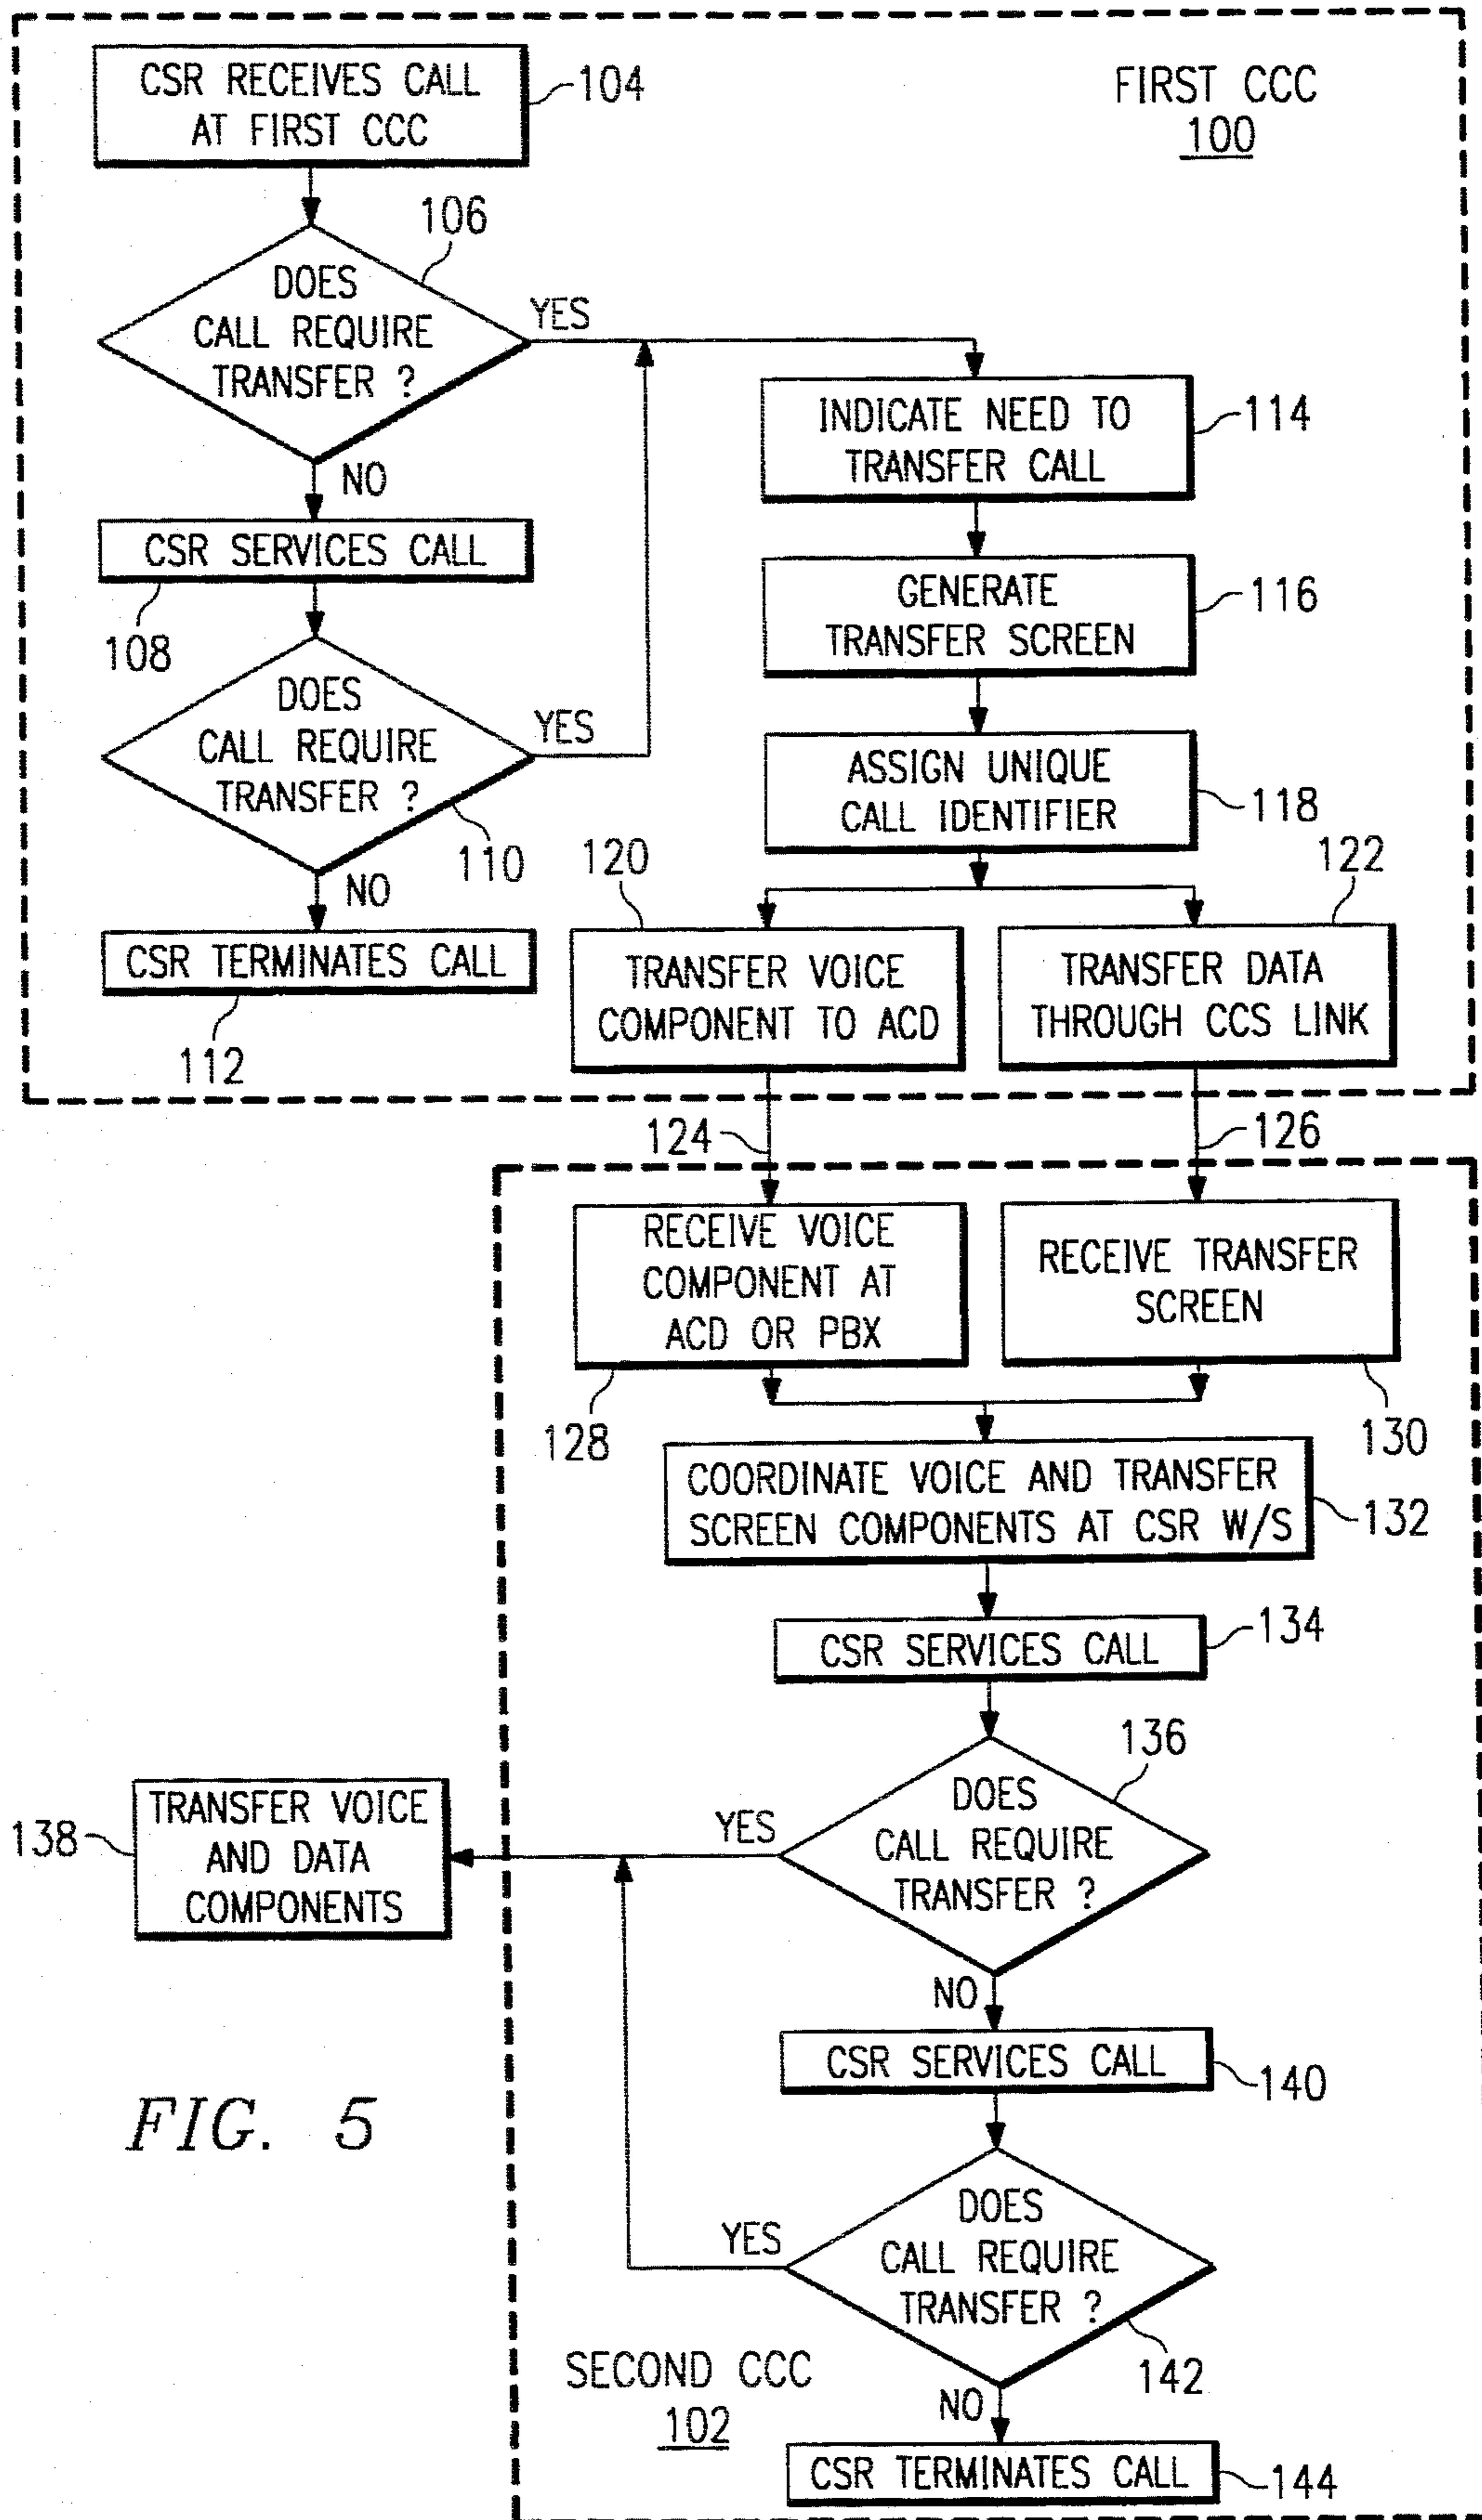 CSR RECEIVES CALL
AT FIRST CCC
104
FIRST CCC
100
106
DOES
CALL REQUIRE
TRANSFER ?
YES
NO
INDICATE NEED TO
TRANSFER CALL
114
CSR SERVICES CALL
108
GENERATE
TRANSFER SCREEN
116
DOES
CALL REQUIRE
TRANSFER ?
YES
110
NO
ASSIGN UNIQUE
CALL IDENTIFIER
118
CSR TERMINATES CALL
112
120
TRANSFER VOICE
COMPONENT TO ACD
122
TRANSFER DATA
THROUGH CCS LINK
124
126
RECEIVE VOICE
COMPONENT AT
ACD OR PBX
128
RECEIVE TRANSFER
SCREEN
130
COORDINATE VOICE AND TRANSFER
SCREEN COMPONENTS AT CSR W/S
132
CSR SERVICES CALL
134
136
DOES
CALL REQUIRE
TRANSFER ?
YES
138
TRANSFER VOICE
AND DATA
COMPONENTS
NO
CSR SERVICES CALL
140
FIG. 5
DOES
CALL REQUIRE
TRANSFER ?
YES
142
NO
SECOND CCC
102
CSR TERMINATES CALL
144